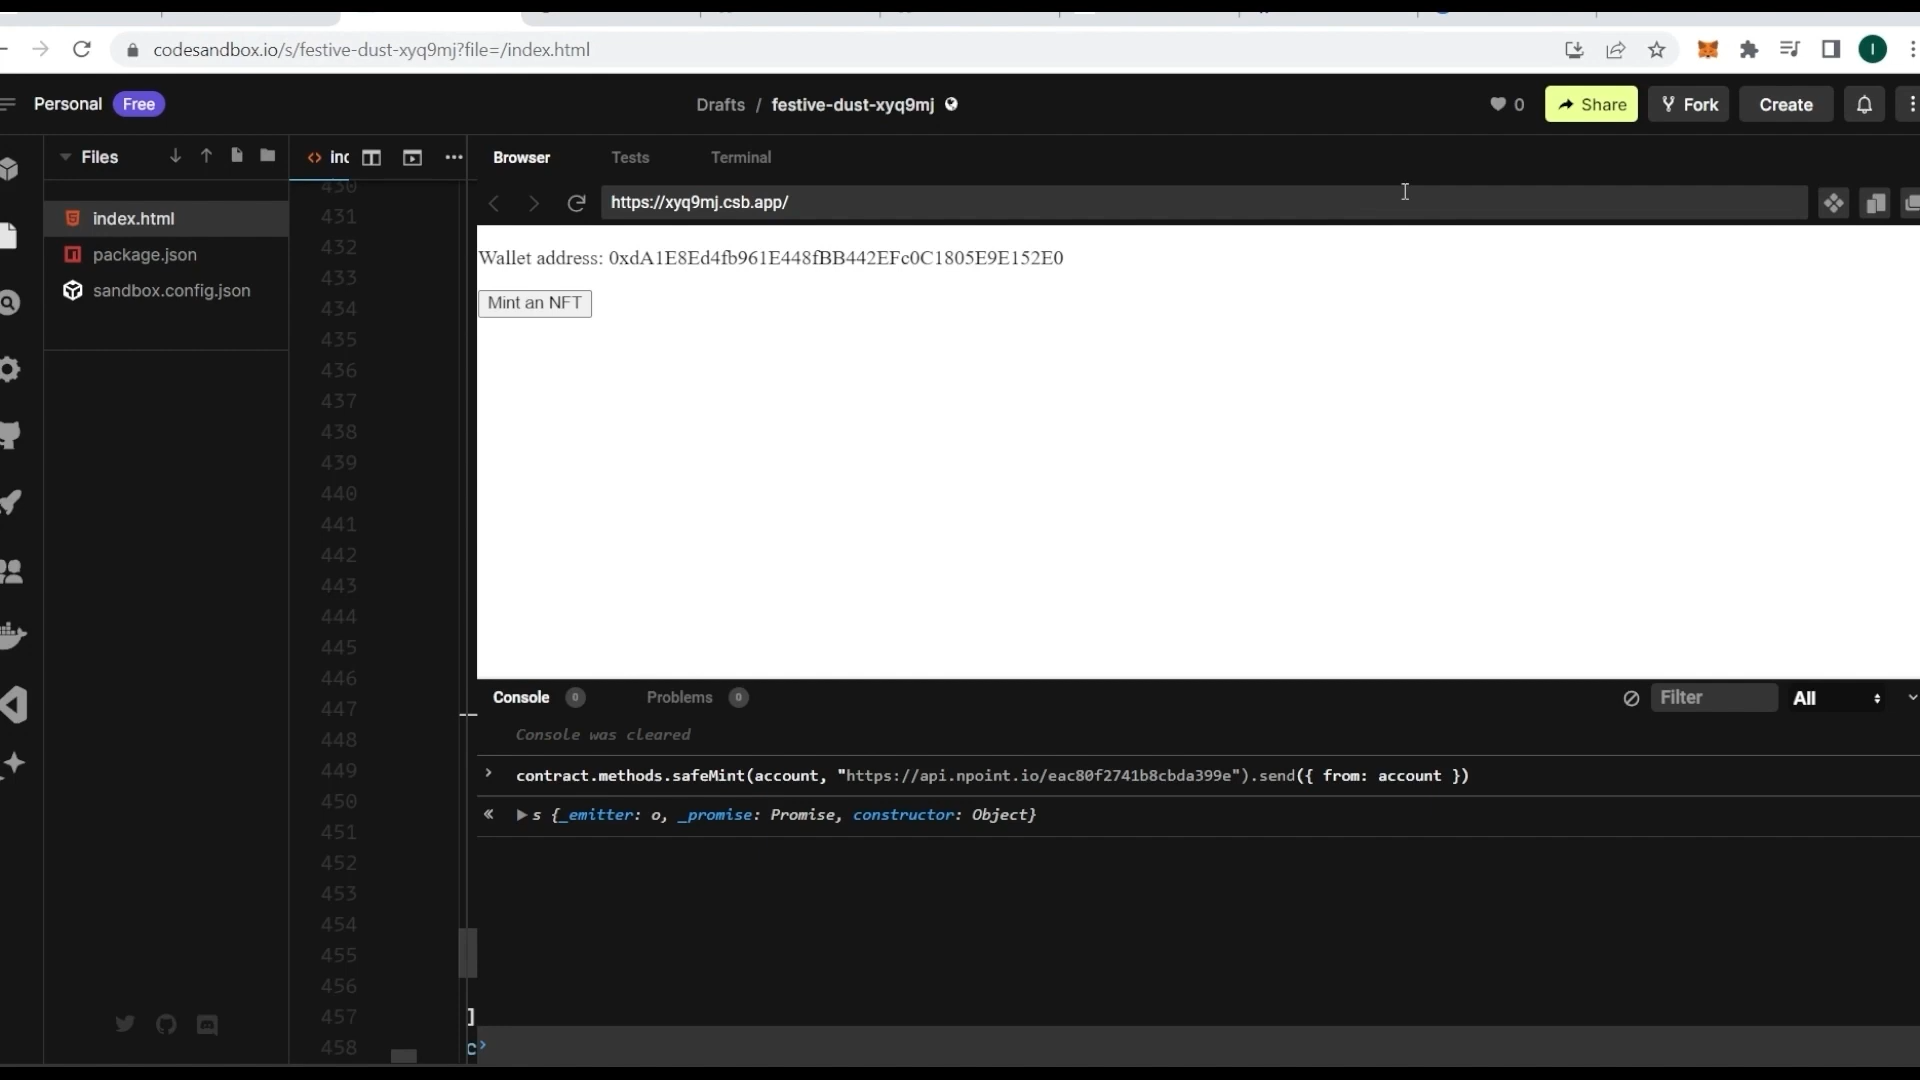 codesandbox.io/s/festive-dust-xyq9mj?file=/index.html
I
Personal Free
Drafts / festive-dust-xyq9mj
0
Share
Fork
Create
Files
inc
Browser
Tests
Terminal
https://xyq9mj.csb.app/
index.html
package.json
sandbox.config.json
430
431
432
433
434
435
436
437
438
439
440
441
442
443
444
445
446
447
448
449
450
451
452
453
454
455
456
457
458
]
c
Wallet address: 0xdA1E8Ed4fb961E448fBB442EFc0C1805E9E152E0
Mint an NFT
Console 0
Problems 0
Filter
All
Console was cleared
› contract.methods.safeMint(account, "https://api.npoint.io/eac80f2741b8cbda399e").send({ from: account })
« ▶ s {_emitter: o, _promise: Promise, constructor: Object}
›